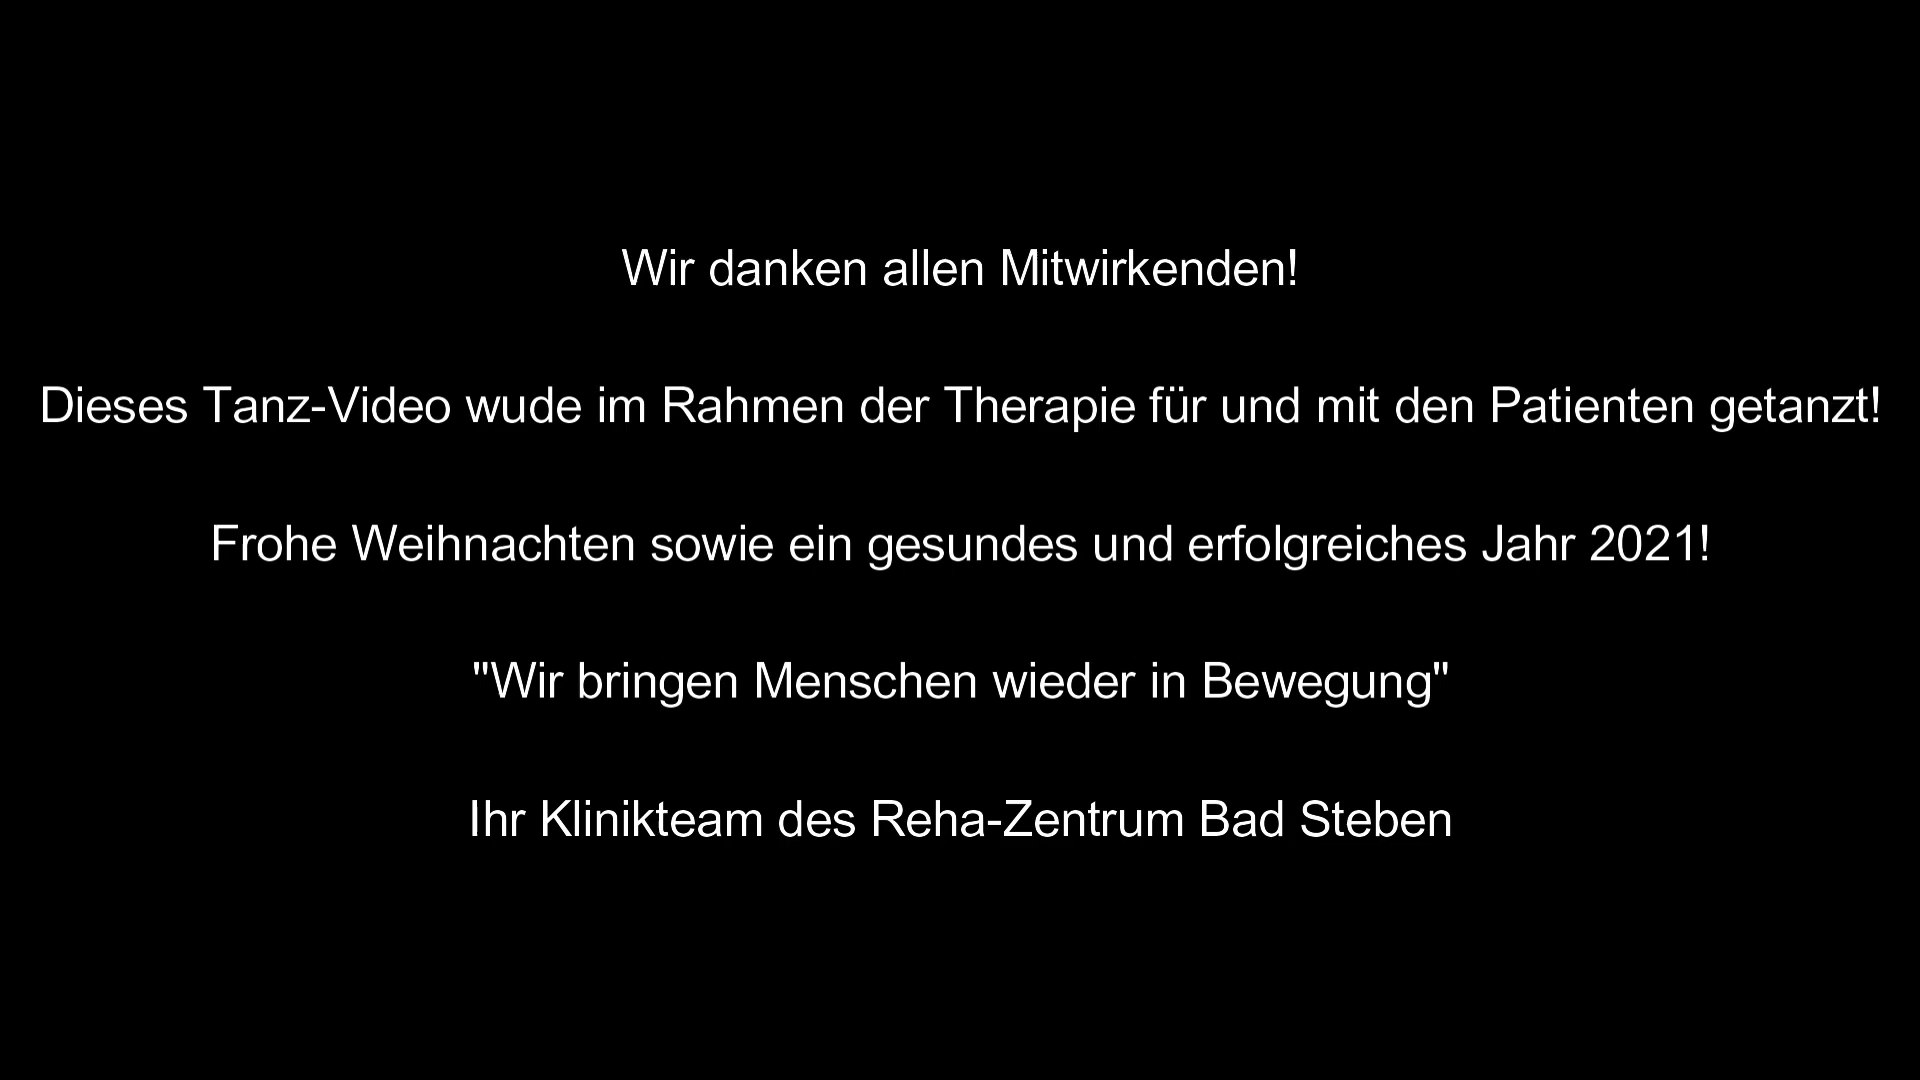 Wir danken allen Mitwirkenden!
Dieses Tanz-Video wude im Rahmen der Therapie für und mit den Patienten getanzt!
Frohe Weihnachten sowie ein gesundes und erfolgreiches Jahr 2021!
"Wir bringen Menschen wieder in Bewegung"
Ihr Klinikteam des Reha-Zentrum Bad Steben